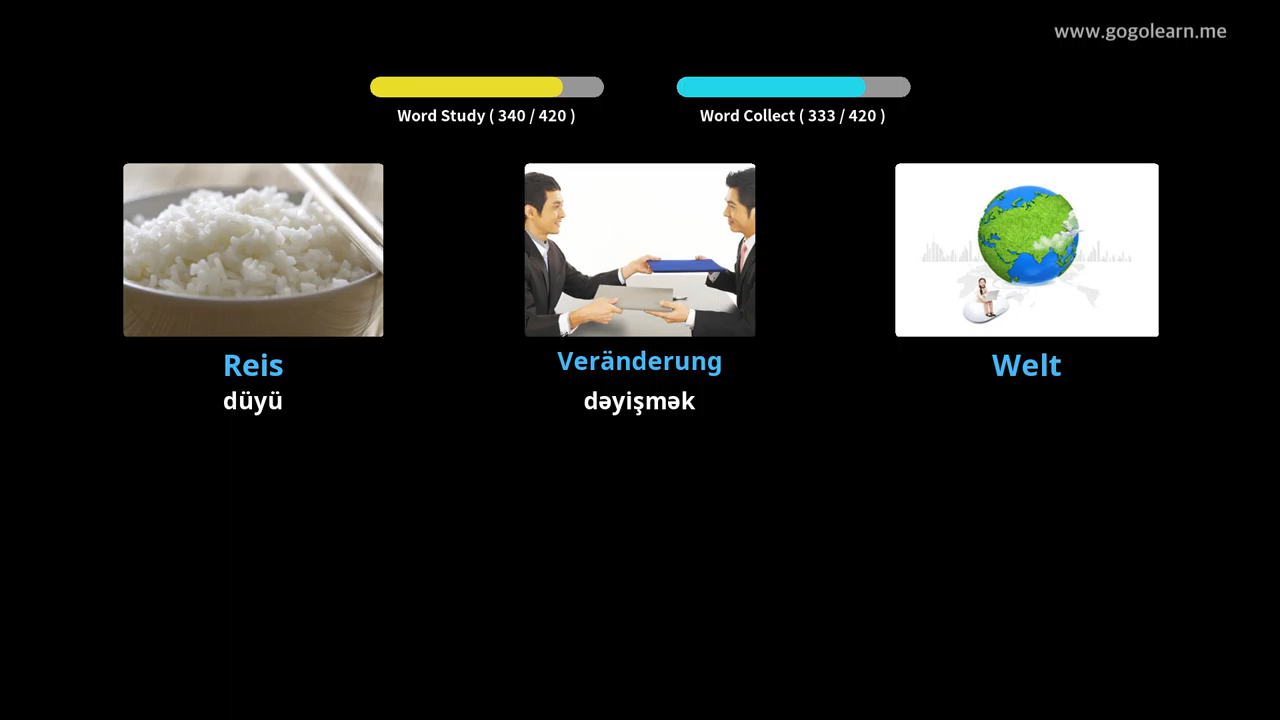 www.gogolearn.me
Word Study ( 340 / 420 )
Word Collect ( 333 / 420 )
Reis
Veränderung
Welt
düyü
dəyişmək